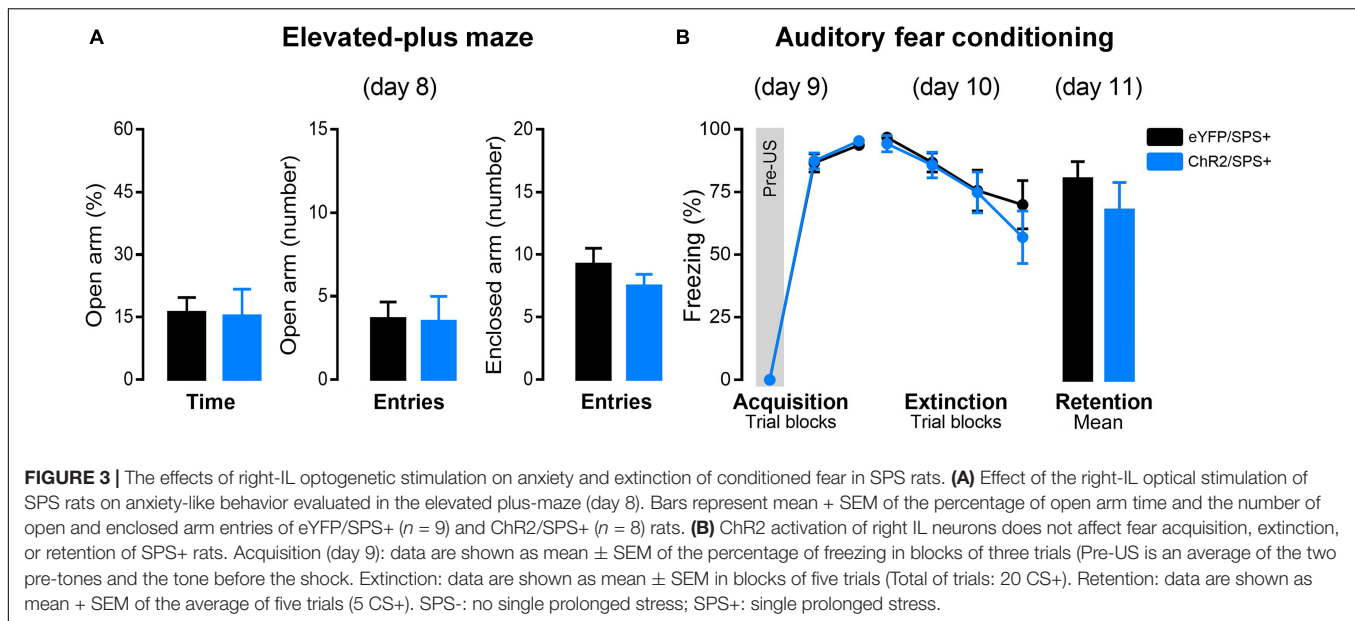 A Elevated-plus maze
(day 8)
60
45
30
15
0
Open arm (%)
Time
15
10
5
0
Open arm (number)
Entries
20
15
10
5
0
Enclosed arm (number)
Entries
B Auditory fear conditioning
(day 9) (day 10) (day 11)
100
75
50
25
0
Freezing (%)
Pre-US
eYFP/SPS+
ChR2/SPS+
Acquisition Extinction Retention
Trial blocks Trial blocks Mean
FIGURE 3 | The effects of right-IL optogenetic stimulation on anxiety and extinction of conditioned fear in SPS rats. (A) Effect of the right-IL optical stimulation of
SPS rats on anxiety-like behavior evaluated in the elevated plus-maze (day 8). Bars represent mean + SEM of the percentage of open arm time and the number of
open and enclosed arm entries of eYFP/SPS+ (n = 9) and ChR2/SPS+ (n = 8) rats. (B) ChR2 activation of right IL neurons does not affect fear acquisition, extinction,
or retention of SPS+ rats. Acquisition (day 9): data are shown as mean ± SEM of the percentage of freezing in blocks of three trials (Pre-US is an average of the two
pre-tones and the tone before the shock. Extinction: data are shown as mean ± SEM in blocks of five trials (Total of trials: 20 CS+). Retention: data are shown as
mean + SEM of the average of five trials (5 CS+). SPS-: no single prolonged stress; SPS+: single prolonged stress.